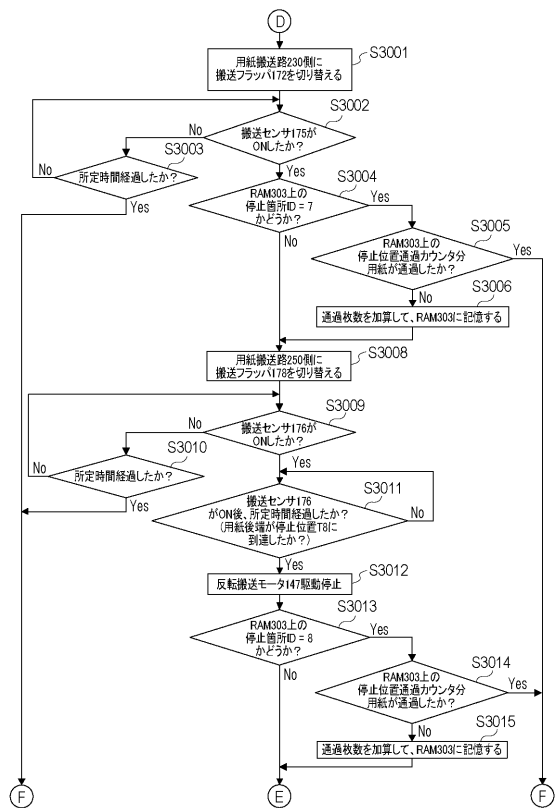 D
S3001
用紙搬送路230側に
搬送フラッパ172を切り替える
S3002
搬送センサ175が
ONしたか?
No
Yes
S3003
所定時間経過したか?
No
Yes
S3004
RAM303上の
停止箇所ID = 7
かどうか?
Yes
No
S3005
RAM303上の
停止位置通過カウンタ分
用紙が通過したか?
Yes
No
S3006
通過枚数を加算して、RAM303に記憶する
S3008
用紙搬送路250側に
搬送フラッパ178を切り替える
S3009
搬送センサ176が
ONしたか?
No
Yes
S3010
所定時間経過したか?
No
Yes
S3011
搬送センサ176
がON後、所定時間経過したか?
(用紙後端が停止位置T8に
到達したか?)
No
Yes
S3012
反転搬送モータ147駆動停止
S3013
RAM303上の
停止箇所ID = 8
かどうか?
Yes
No
S3014
RAM303上の
停止位置通過カウンタ分
用紙が通過したか?
Yes
No
S3015
通過枚数を加算して、RAM303に記憶する
F
E
F